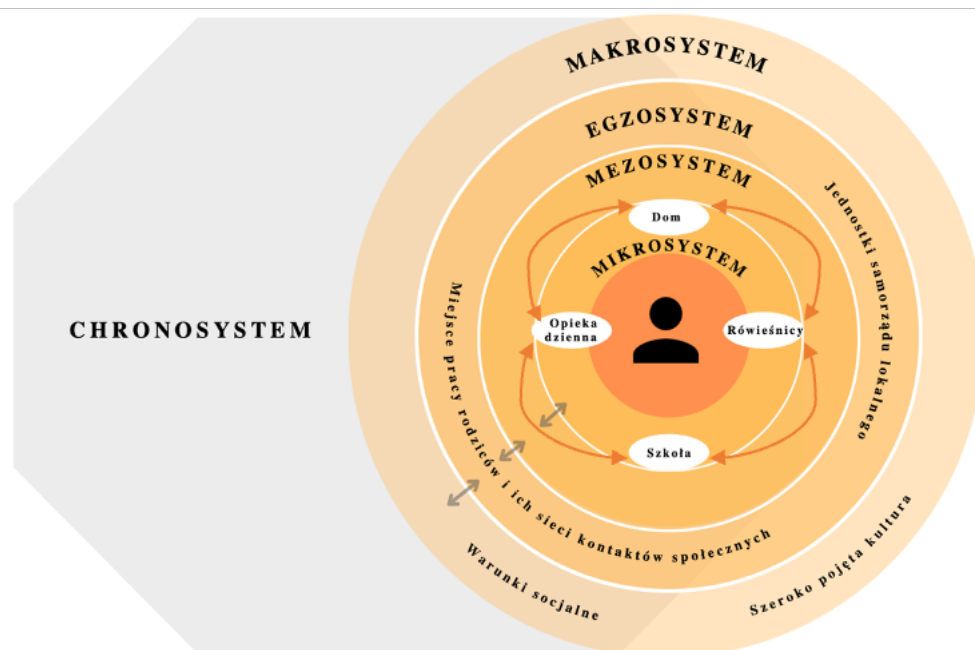 MAKROSYSTEM
EGZOSYSTEM
MEZOSYSTEM
Dom
MIKROSYSTEM
CHRONOSYSTEM
Opieka
dzienna
Rówieśnicy
Szkoła
Jednostki samorządu lokalnego
Miejsce pracy rodziców i ich sieci kontaktów społecznych
Warunki socjalne
Szeroko pojęta kultura